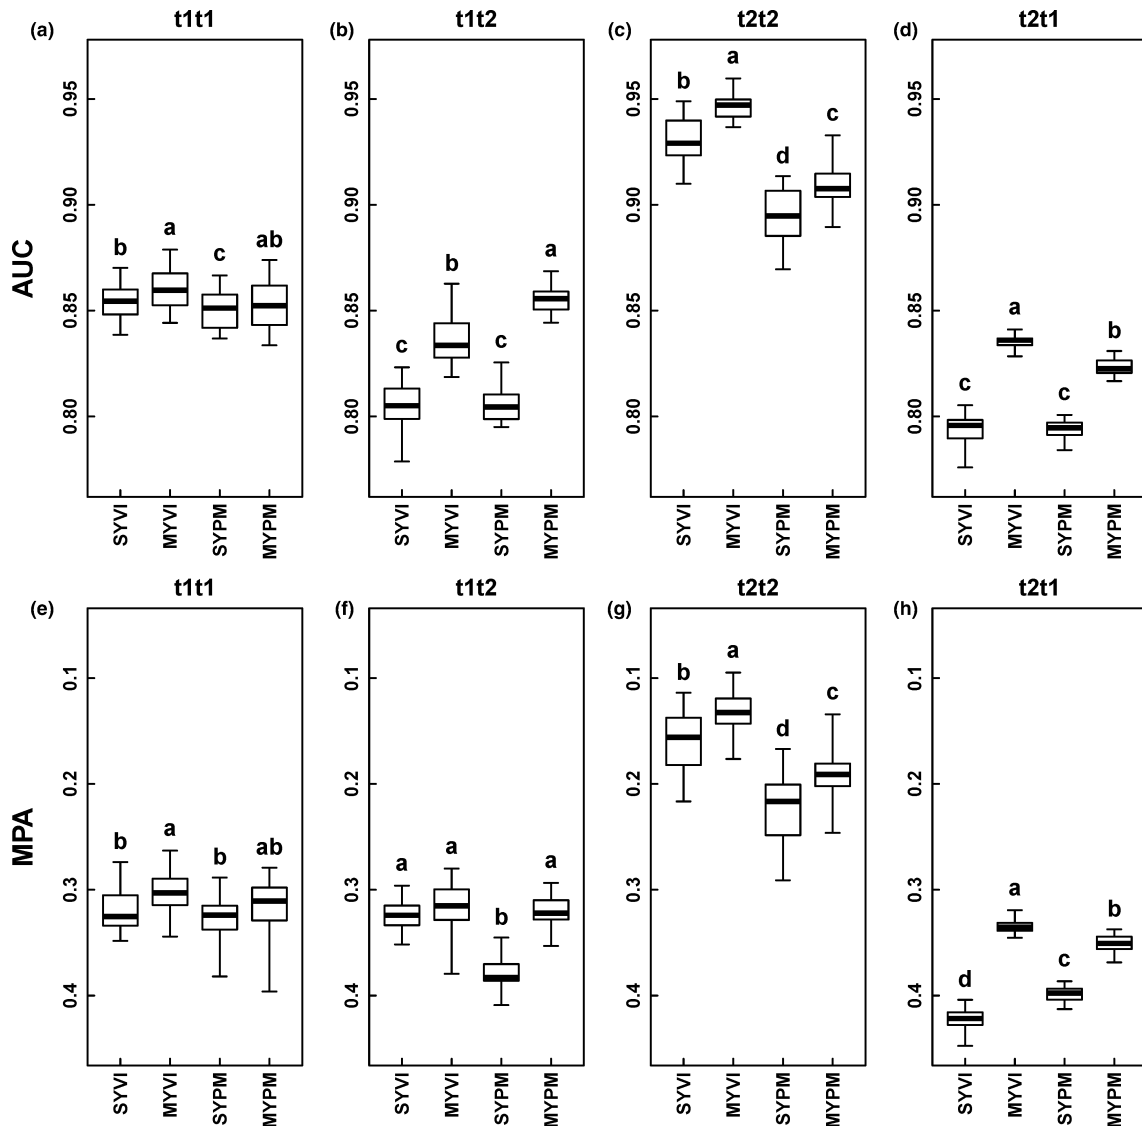 (a) t1t1 (b) t1t2 (c) t2t2 (d) t2t1
AUC
0.95 0.90 0.85 0.80
b a c ab
SYVI MYVI SYPM MYPM
0.95 0.90 0.85 0.80
c b c a
SYVI MYVI SYPM MYPM
0.95 0.90 0.85 0.80
b a d c
SYVI MYVI SYPM MYPM
0.95 0.90 0.85 0.80
c a c b
SYVI MYVI SYPM MYPM
(e) t1t1 (f) t1t2 (g) t2t2 (h) t2t1
MPA
0.1 0.2 0.3 0.4
b a b ab
SYVI MYVI SYPM MYPM
0.1 0.2 0.3 0.4
a a b a
SYVI MYVI SYPM MYPM
0.1 0.2 0.3 0.4
b a d c
SYVI MYVI SYPM MYPM
0.1 0.2 0.3 0.4
d a c b
SYVI MYVI SYPM MYPM